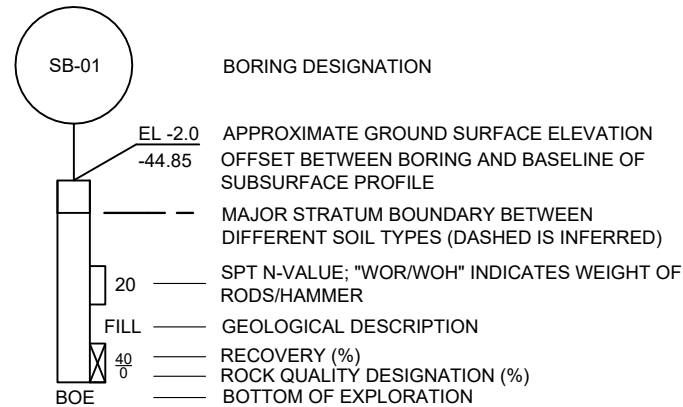 SB-01 BORING DESIGNATION
EL -2.0 APPROXIMATE GROUND SURFACE ELEVATION
-44.85 OFFSET BETWEEN BORING AND BASELINE OF
SUBSURFACE PROFILE
MAJOR STRATUM BOUNDARY BETWEEN
DIFFERENT SOIL TYPES (DASHED IS INFERRED)
20 SPT N-VALUE; "WOR/WOH" INDICATES WEIGHT OF
RODS/HAMMER
FILL GEOLOGICAL DESCRIPTION
40 RECOVERY (%)
0 ROCK QUALITY DESIGNATION (%)
BOE BOTTOM OF EXPLORATION